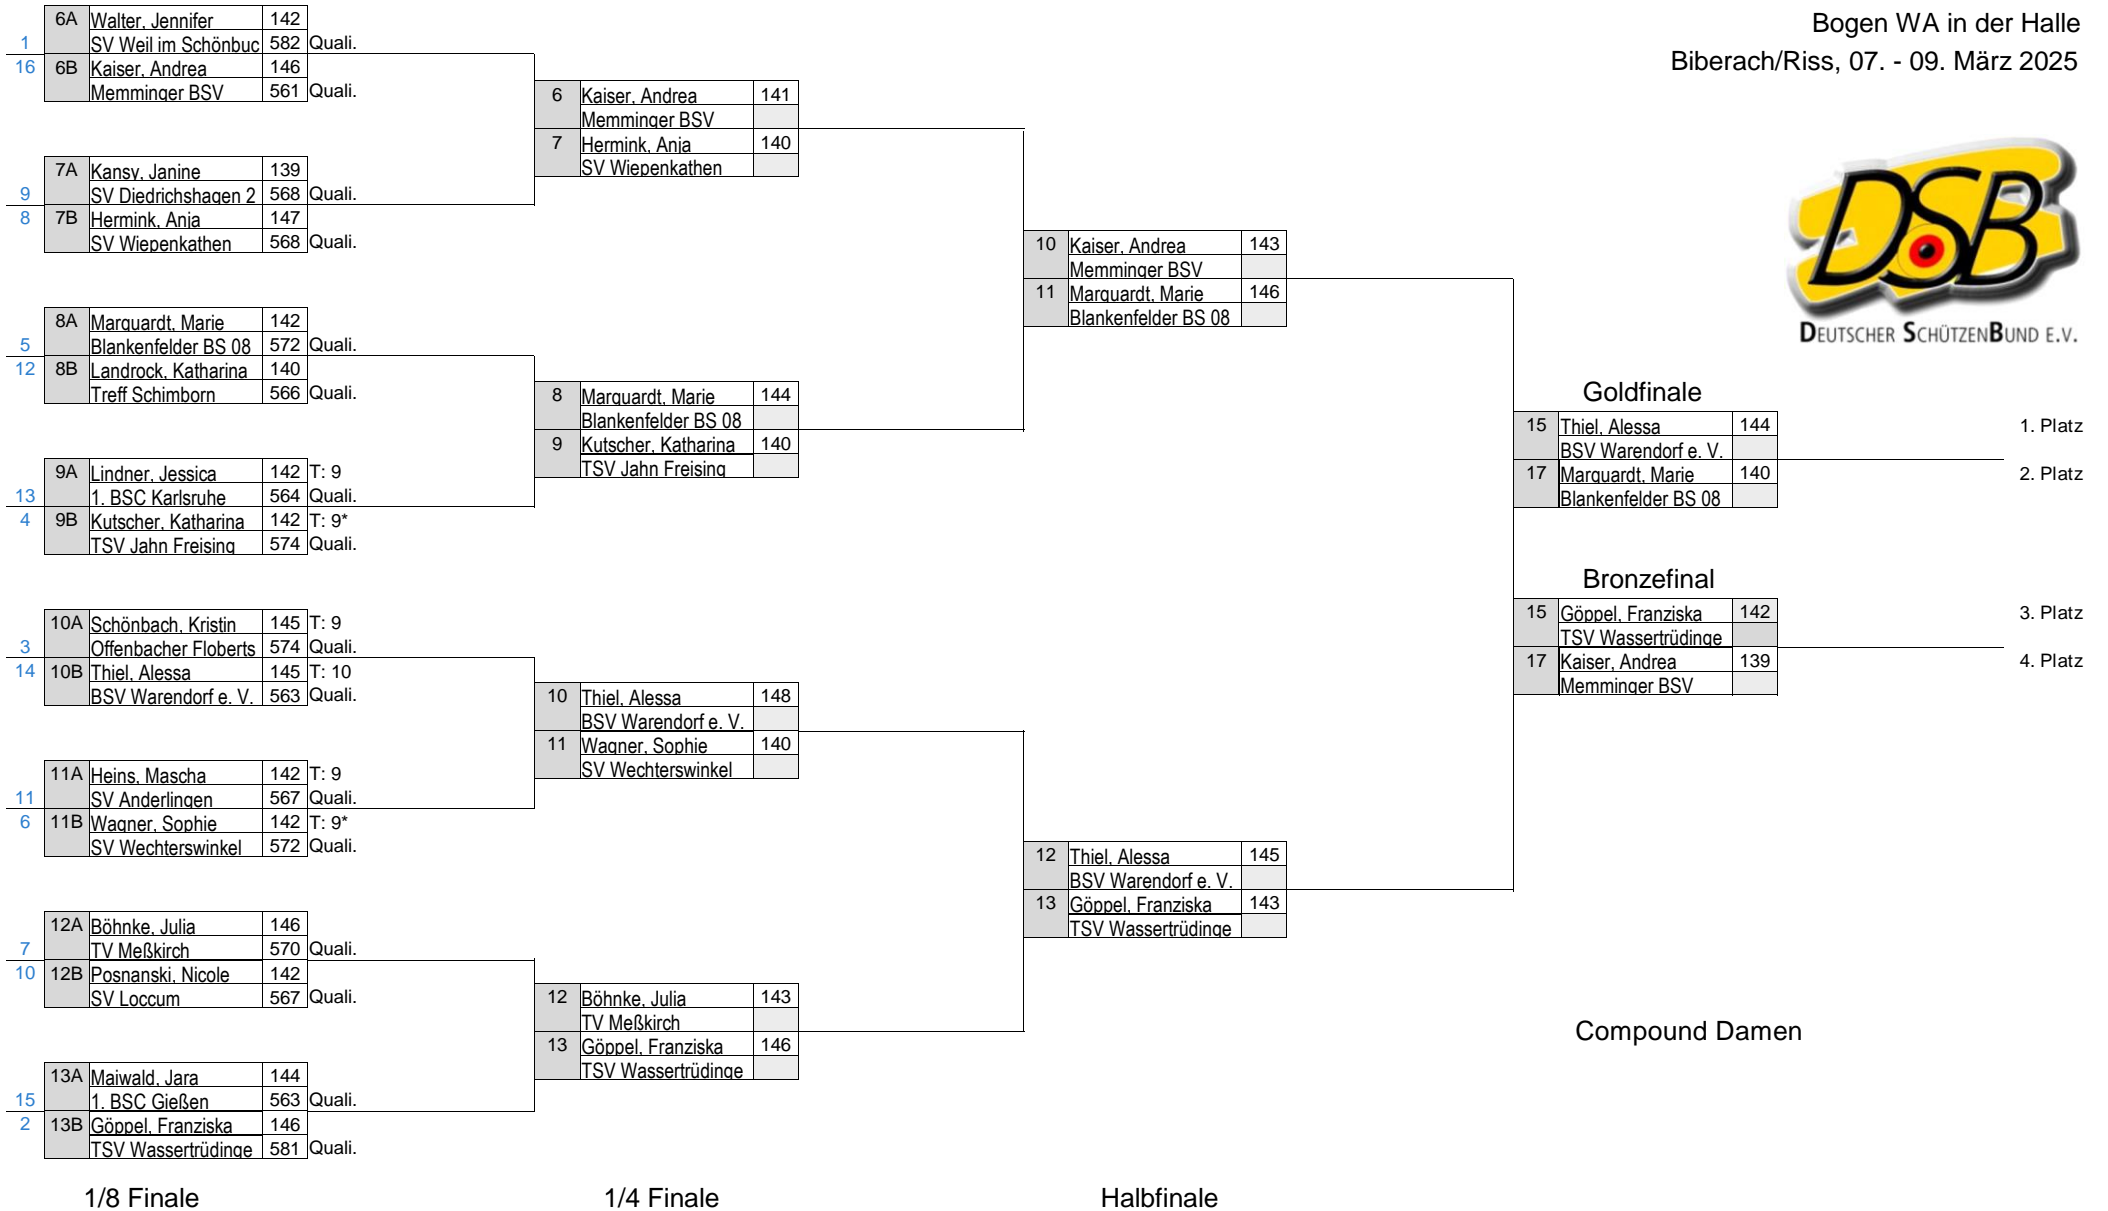 Bogen WA in der Halle
Biberach/Riss, 07. - 09. März 2025
DSB
DEUTSCHER SCHÜTZENBUND E.V.
6A Walter, Jennifer 142
1 SV Weil im Schönbuc 582 Quali.
16 6B Kaiser, Andrea 146
Memminger BSV 561 Quali.
7A Kansy, Janine 139
9 SV Diedrichshagen 2 568 Quali.
8 7B Hermink, Anja 147
SV Wiepenkathen 568 Quali.
8A Marquardt, Marie 142
5 Blankenfelder BS 08 572 Quali.
12 8B Landrock, Katharina 140
Treff Schimborn 566 Quali.
9A Lindner, Jessica 142 T: 9
13 1. BSC Karlsruhe 564 Quali.
4 9B Kutscher, Katharina 142 T: 9*
TSV Jahn Freising 574 Quali.
10A Schönbach, Kristin 145 T: 9
3 Offenbacher Floberts 574 Quali.
14 10B Thiel, Alessa 145 T: 10
BSV Warendorf e. V. 563 Quali.
11A Heins, Mascha 142 T: 9
11 SV Anderlingen 567 Quali.
6 11B Wagner, Sophie 142 T: 9*
SV Wechterswinkel 572 Quali.
12A Böhnke, Julia 146
7 TV Meßkirch 570 Quali.
10 12B Posnanski, Nicole 142
SV Loccum 567 Quali.
13A Maiwald, Jara 144
15 1. BSC Gießen 563 Quali.
2 13B Göppel, Franziska 146
TSV Wassertrüdinge 581 Quali.
1/8 Finale
6 Kaiser, Andrea 141
Memminger BSV
7 Hermink, Anja 140
SV Wiepenkathen
8 Marquardt, Marie 144
Blankenfelder BS 08
9 Kutscher, Katharina 140
TSV Jahn Freising
10 Thiel, Alessa 148
BSV Warendorf e. V.
11 Wagner, Sophie 140
SV Wechterswinkel
12 Böhnke, Julia 143
TV Meßkirch
13 Göppel, Franziska 146
TSV Wassertrüdinge
1/4 Finale
10 Kaiser, Andrea 143
Memminger BSV
11 Marquardt, Marie 146
Blankenfelder BS 08
12 Thiel, Alessa 145
BSV Warendorf e. V.
13 Göppel, Franziska 143
TSV Wassertrüdinge
Halbfinale
Goldfinale
15 Thiel, Alessa 144 1. Platz
BSV Warendorf e. V.
17 Marquardt, Marie 140 2. Platz
Blankenfelder BS 08
Bronzefinal
15 Göppel, Franziska 142 3. Platz
TSV Wassertrüdinge
17 Kaiser, Andrea 139 4. Platz
Memminger BSV
Compound Damen